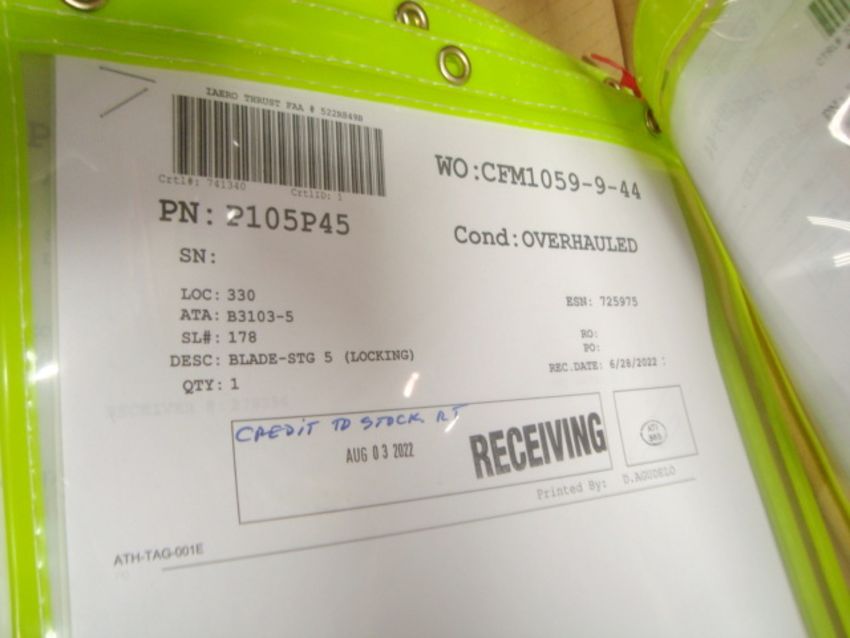 IAERO THRUST FAA # 522R849B
Crtl#: 741340 CrtlID: 1
WO:CFM1059-9-44
PN: 2105P45
Cond:OVERHAULED
SN:
LOC: 330
ESN: 725975
ATA: B3103-5
SL#: 178
RO:
PO:
DESC: BLADE-STG 5 (LOCKING)
REC.DATE: 6/28/2022
QTY: 1
CREDIT TO STOCK RT
AUG 03 2022
RECEIVING
ATI
Printed By: D.AGUDELO
ATH-TAG-001E